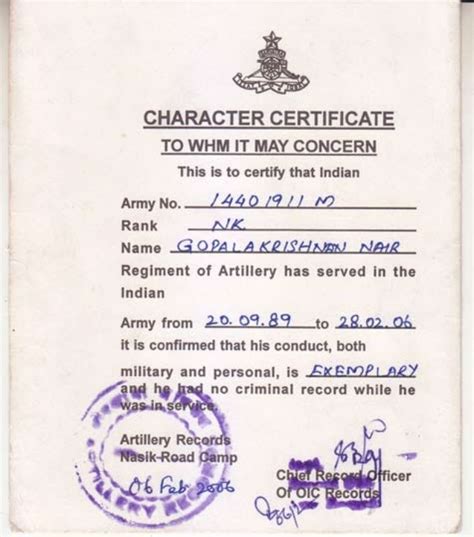 CHARACTER CERTIFICATE
TO WHM IT MAY CONCERN
This is to certify that Indian
Army No. 14401911 M
Rank NK
Name GOPALAKRISHNAN NAIR
Regiment of Artillery has served in the
Indian
Army from 20.09.89 to 28.02.06
it is confirmed that his conduct, both
military and personal, is EXEMPLARY
and he had no criminal record while he
was in service.
Artillery Records
Nasik-Road Camp
06 Feb 2006
ARTILLERY RECORDS
Chief Record Officer
Of OIC Records